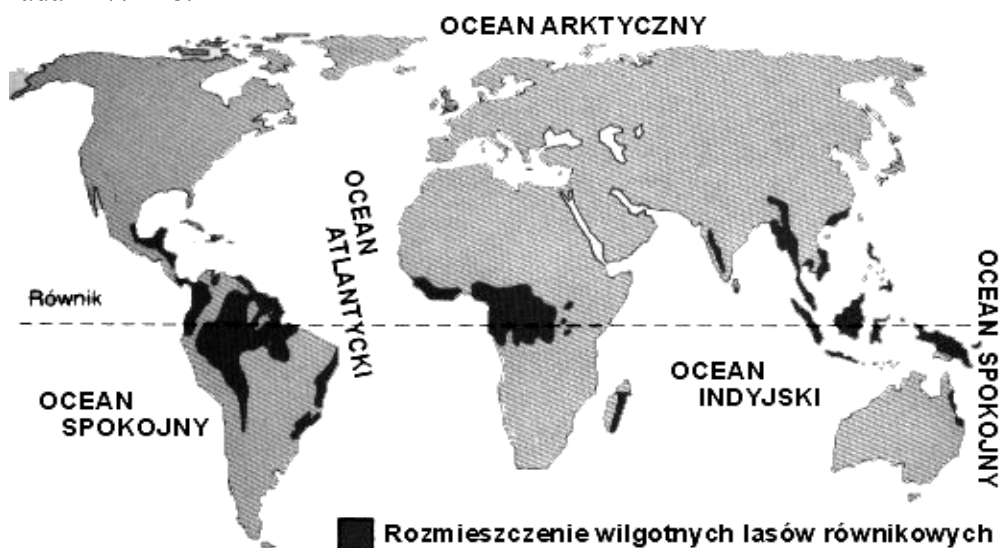 OCEAN ARKTYCZNY
OCEAN
ATLANTYCKI
Równik
OCEAN
SPOKOJNY
OCEAN
INDYJSKI
OCEAN SPOKOJNY
Rozmieszczenie wilgotnych lasów równikowych